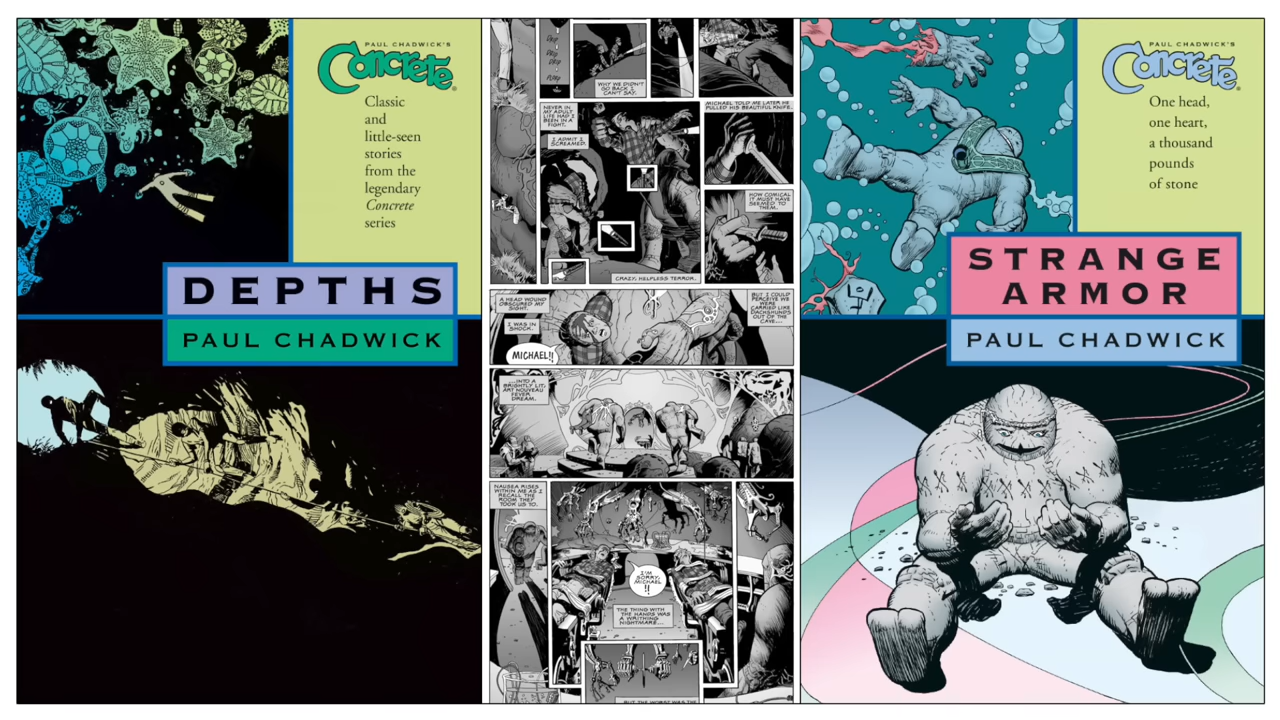 PAUL CHADWICK'S
Concrete®
Classic
and
little-seen
stories
from the
legendary
Concrete
series
DEPTHS
PAUL CHADWICK
DRIP
DRIP
DRIP
WHY WE DIDN'T
GO BACK I
CAN'T SAY.
NEVER IN
MY ADULT
LIFE HAD I
BEEN IN A
FIGHT.
I ADMIT I
SCREAMED.
MICHAEL TOLD ME LATER HE
PULLED HIS BEAUTIFUL KNIFE.
HOW COMICAL
IT MUST HAVE
SEEMED TO
THEM.
CRAZY, HELPLESS TERROR.
A HEAD WOUND
OBSCURED MY
SIGHT.
I WAS IN
SHOCK.
MICHAEL!!
BUT I COULD
PERCEIVE WE
WERE
CARRIED LIKE
DACHSHUNDS
OUT OF THE
CAVE...
...INTO A
BRIGHTLY LIT,
ART NOUVEAU
FEVER
DREAM.
NAUSEA RISES
WITHIN ME AS I
RECALL THE
ROOM THEY
TOOK US TO.
I'M
SORRY,
MICHAEL
!!
THE THING WITH
THE HANDS WAS
A WRITHING
NIGHTMARE...
BUT THE WORST WAS THE
PAUL CHADWICK'S
Concrete®
One head,
one heart,
a thousand
pounds
of stone
STRANGE
ARMOR
PAUL CHADWICK